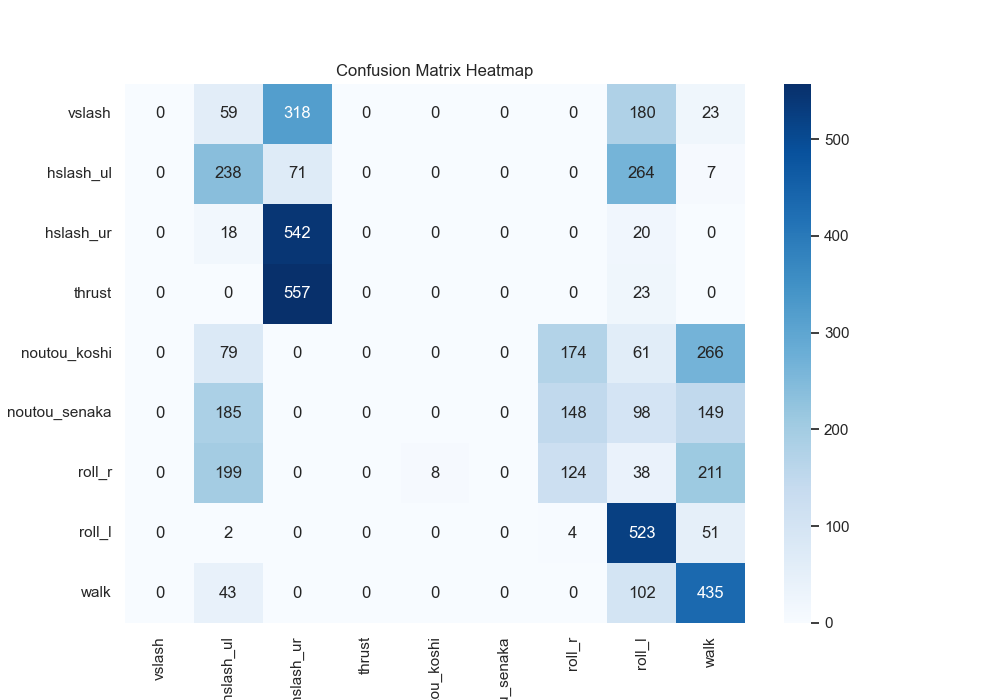 Confusion Matrix Heatmap
vslash 0 59 318 0 0 0 0 180 23
hslash_ul 0 238 71 0 0 0 0 264 7
hslash_ur 0 18 542 0 0 0 0 20 0
thrust 0 0 557 0 0 0 0 23 0
noutou_koshi 0 79 0 0 0 0 174 61 266
noutou_senaka 0 185 0 0 0 0 148 98 149
roll_r 0 199 0 0 8 0 124 38 211
roll_l 0 2 0 0 0 0 4 523 51
walk 0 43 0 0 0 0 0 102 435
vslash hslash_ul hslash_ur thrust ou_koshi u_senaka roll_r roll_l walk
500
400
300
200
100
0